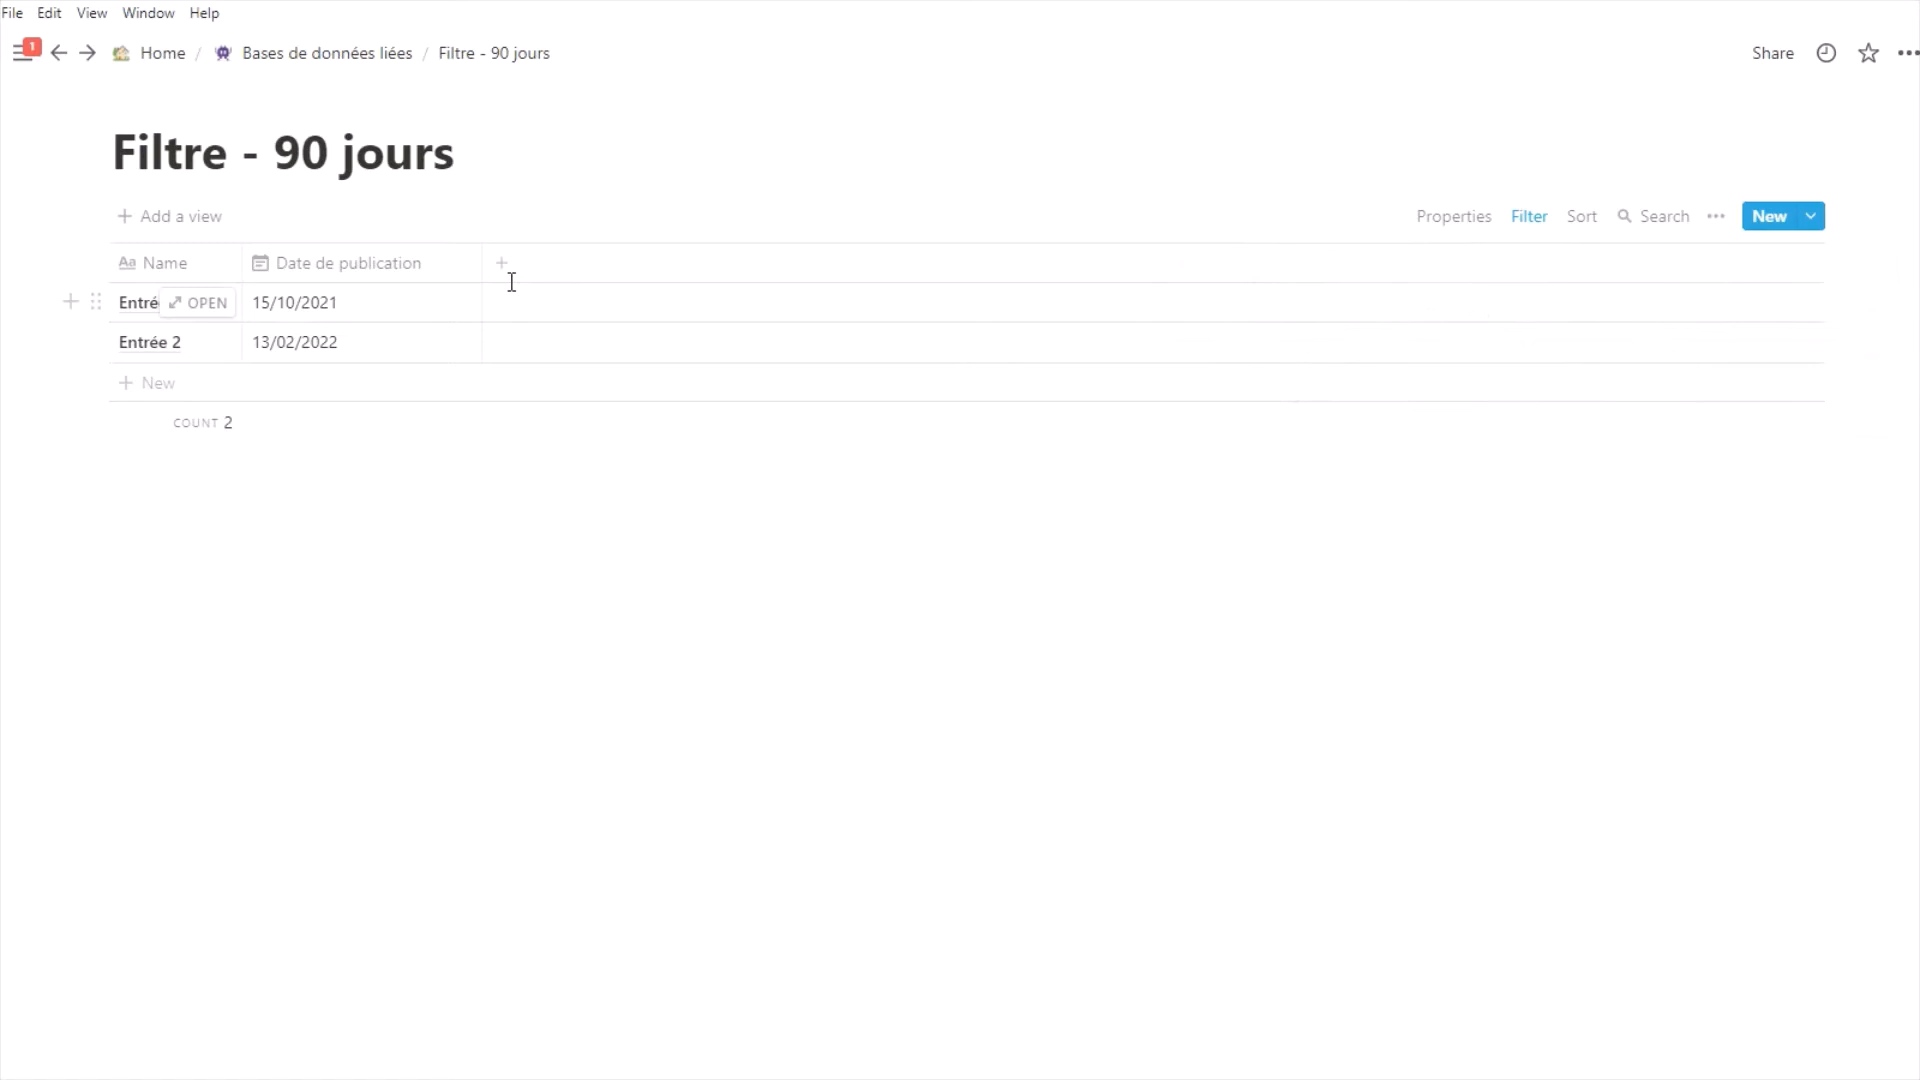 File Edit View Window Help
1 Home / Bases de données liées / Filtre - 90 jours Share
Filtre - 90 jours
Add a view Properties Filter Sort Search New
Aa Name Date de publication
Entré OPEN 15/10/2021
Entrée 2 13/02/2022
New
COUNT 2